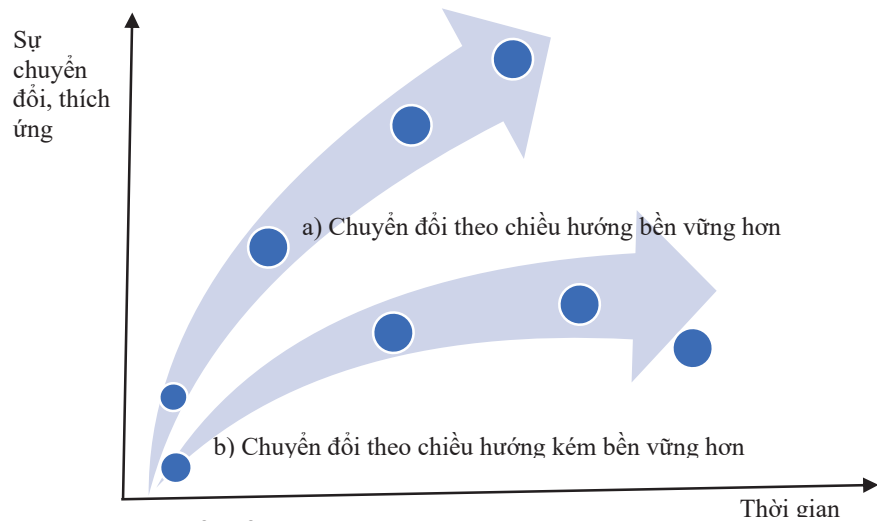 Sự
chuyển
đổi, thích
ứng
a) Chuyển đổi theo chiều hướng bền vững hơn
b) Chuyển đổi theo chiều hướng kém bền vững hơn
Thời gian